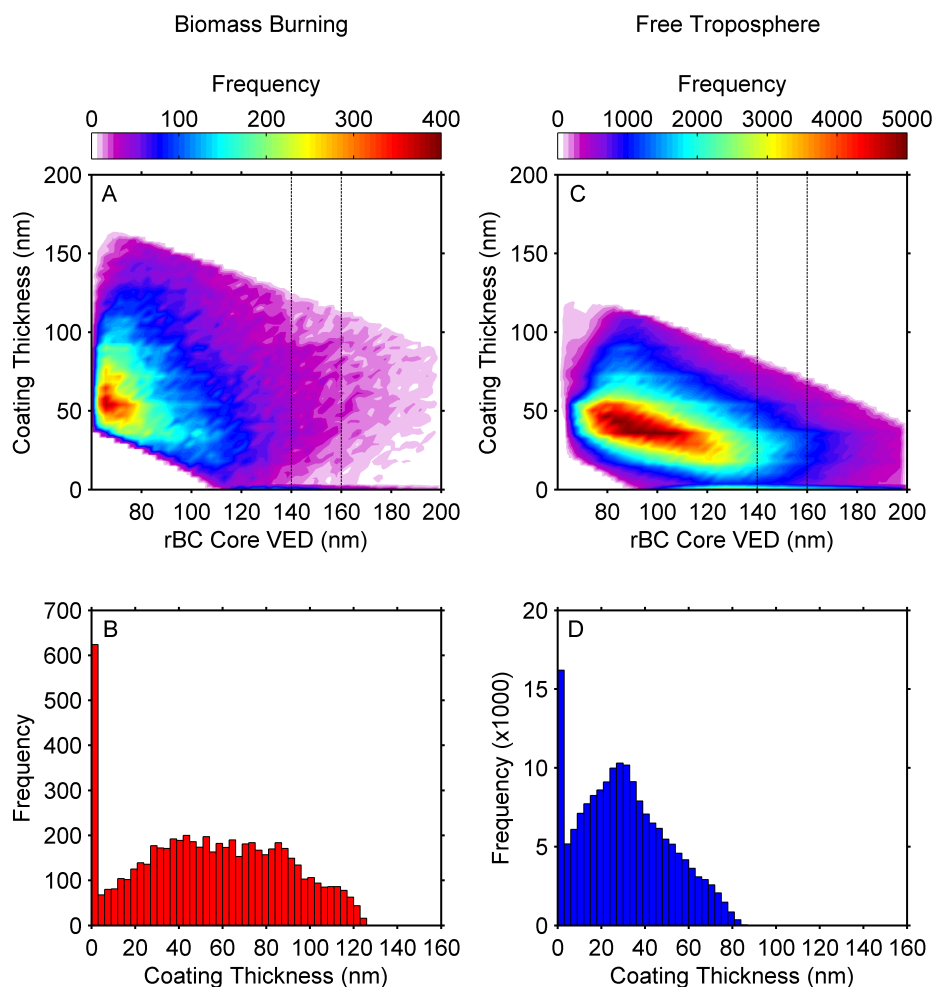 Biomass Burning
Free Troposphere
Frequency
0 100 200 300 400
Frequency
0 1000 2000 3000 4000 5000
A
Coating Thickness (nm)
200
150
100
50
0
80 100 120 140 160 180 200
rBC Core VED (nm)
C
Coating Thickness (nm)
200
150
100
50
0
80 100 120 140 160 180 200
rBC Core VED (nm)
B
Frequency
700
600
500
400
300
200
100
0
0 20 40 60 80 100 120 140 160
Coating Thickness (nm)
D
Frequency (x1000)
20
15
10
5
0
0 20 40 60 80 100 120 140 160
Coating Thickness (nm)